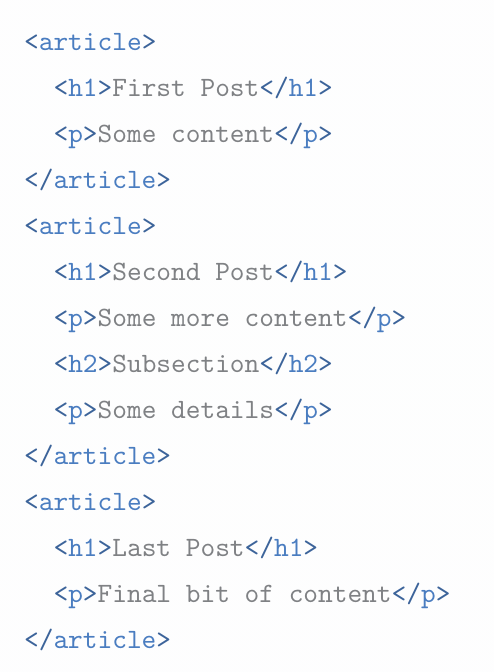 <article>
  <h1>First Post</h1>
  <p>Some content</p>
</article>
<article>
  <h1>Second Post</h1>
  <p>Some more content</p>
  <h2>Subsection</h2>
  <p>Some details</p>
</article>
<article>
  <h1>Last Post</h1>
  <p>Final bit of content</p>
</article>